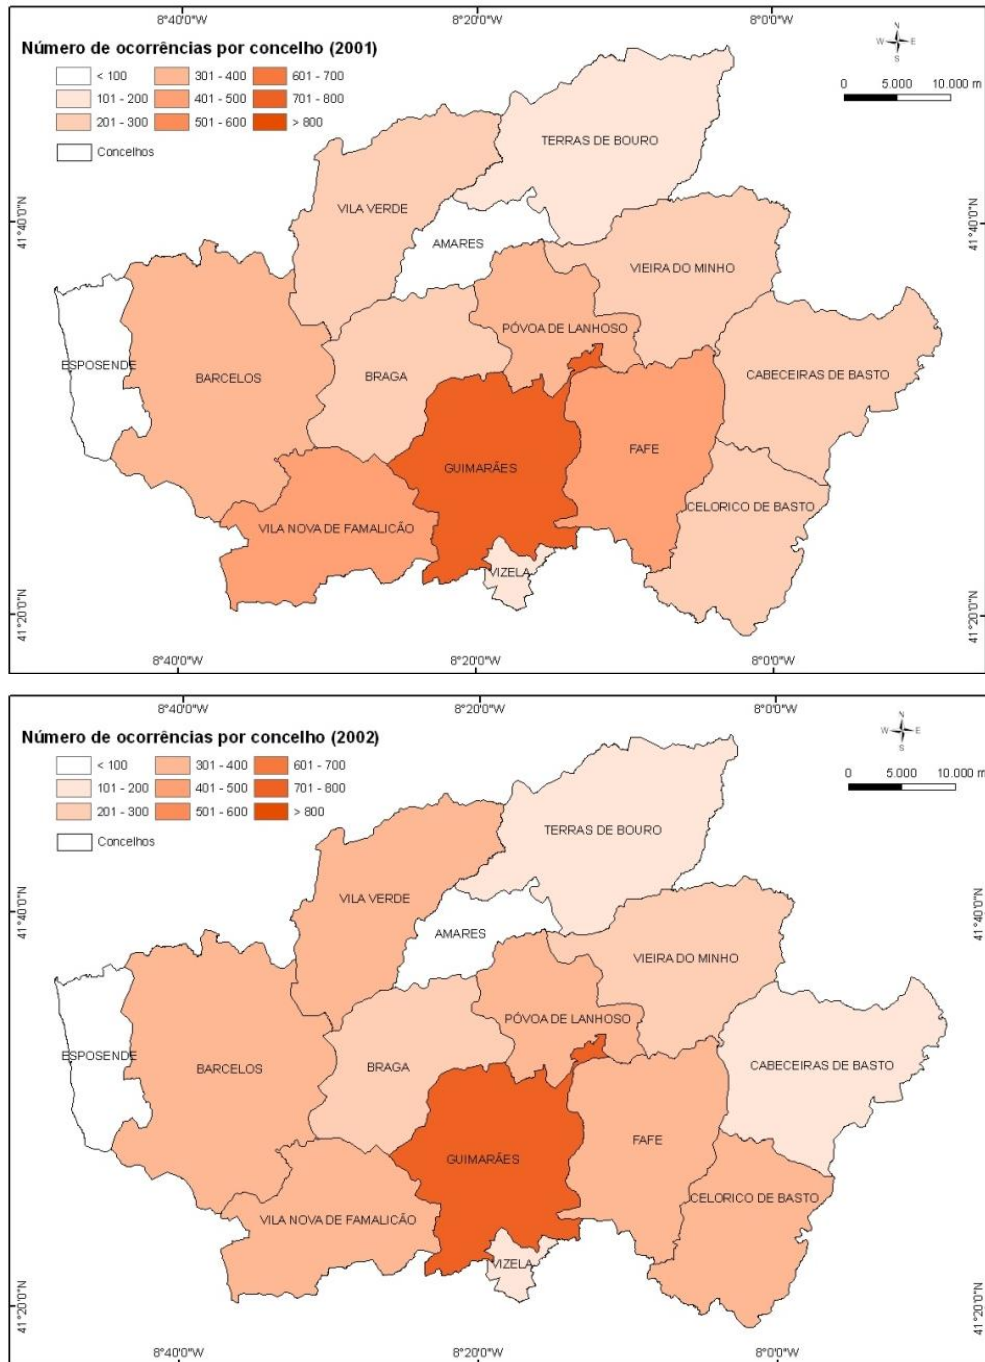 8°40'0"W 8°20'0"W 8°0'0"W
Número de ocorrências por concelho (2001)
< 100 301 - 400 601 - 700
101 - 200 401 - 500 701 - 800
201 - 300 501 - 600 > 800
Concelhos
N
W E
S
0 5.000 10.000 m
TERRAS DE BOURO
VILA VERDE
41°40'0"N 41°40'0"N
AMARES
VIEIRA DO MINHO
PÓVOA DE LANHOSO
ESPOSENDE
BARCELOS
BRAGA
CABECEIRAS DE BASTO
FAFE
GUIMARÃES
CELORICO DE BASTO
VILA NOVA DE FAMALICÃO
VIZELA
41°20'0"N 41°20'0"N
8°40'0"W 8°20'0"W 8°0'0"W
8°40'0"W 8°20'0"W 8°0'0"W
Número de ocorrências por concelho (2002)
< 100 301 - 400 601 - 700
101 - 200 401 - 500 701 - 800
201 - 300 501 - 600 > 800
Concelhos
N
W E
S
0 5.000 10.000 m
TERRAS DE BOURO
VILA VERDE
41°40'0"N 41°40'0"N
AMARES
VIEIRA DO MINHO
PÓVOA DE LANHOSO
ESPOSENDE
BARCELOS
BRAGA
CABECEIRAS DE BASTO
FAFE
GUIMARÃES
CELORICO DE BASTO
VILA NOVA DE FAMALICÃO
VIZELA
41°20'0"N 41°20'0"N
8°40'0"W 8°20'0"W 8°0'0"W